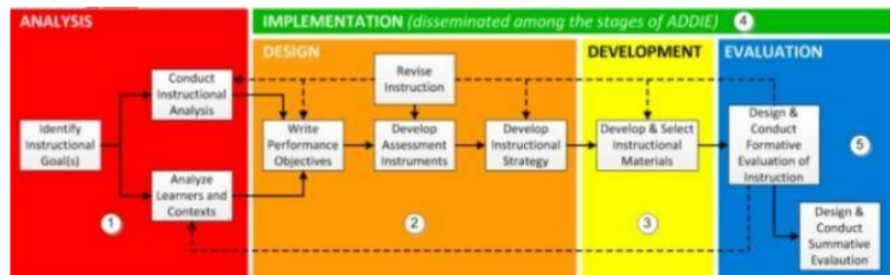 ANALYSIS
IMPLEMENTATION (disseminated among the stages of ADDIE) 4
DESIGN
DEVELOPMENT
EVALUATION
Identify
Instructional
Goal(s)
Conduct
Instructional
Analysis
Analyze
Learners and
Contexts
1
Revise
Instruction
Write
Performance
Objectives
Develop
Assessment
Instruments
Develop
Instructional
Strategy
2
Develop & Select
Instructional
Materials
3
Design &
Conduct
Formative
Evaluation of
Instruction
5
Design &
Conduct
Summative
Evalaution